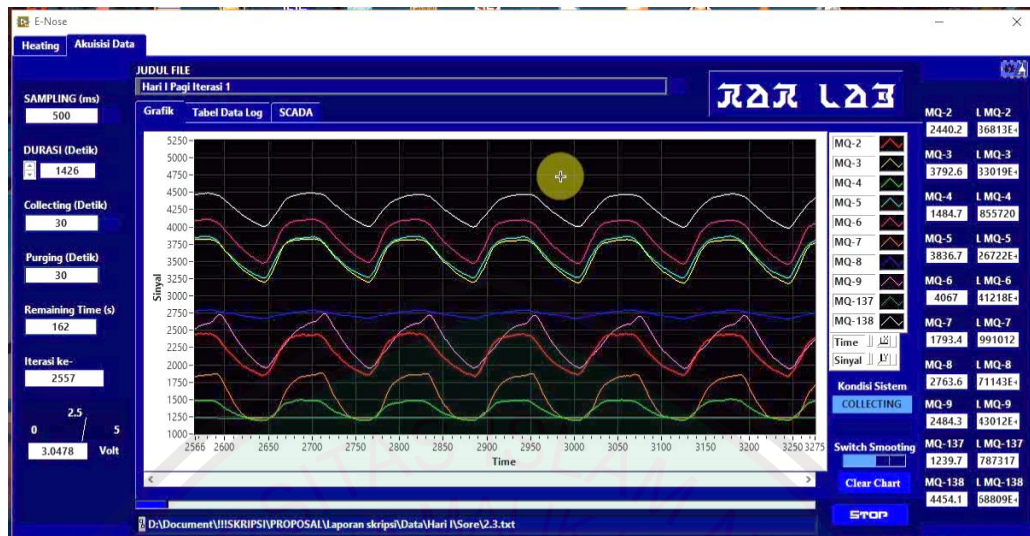 E-Nose
Heating
Akuisisi Data
JUDUL FILE
Hari I Pagi Iterasi 1
Grafik
Tabel Data Log
SCADA
SAMPLING (ms)
500
DURASI (Detik)
1426
Collecting (Detik)
30
Purging (Detik)
30
Remaining Time (s)
162
Iterasi ke-
2557
2.5
0
5
3.0478
Volt
Sinyal
5250
5000
4750
4500
4250
4000
3750
3500
3250
3000
2750
2500
2250
2000
1750
1500
1250
1000
2566 2600 2650 2700 2750 2800 2850 2900 2950 3000 3050 3100 3150 3200 3250 3275
Time
MQ-2
MQ-3
MQ-4
MQ-5
MQ-6
MQ-7
MQ-8
MQ-9
MQ-137
MQ-138
Time
Sinyal
Kondisi Sistem
COLLECTING
Switch Smooting
Clear Chart
STOP
MQ-2 L MQ-2
2440.2 36813E+
MQ-3 L MQ-3
3792.6 33019E+
MQ-4 L MQ-4
1484.7 855720
MQ-5 L MQ-5
3836.7 26722E+
MQ-6 L MQ-6
4067 41218E+
MQ-7 L MQ-7
1793.4 991012
MQ-8 L MQ-8
2763.6 71143E+
MQ-9 L MQ-9
2484.3 43012E+
MQ-137 L MQ-137
1239.7 787317
MQ-138 L MQ-138
4454.1 58809E+
D:\Document\!!!SKRIPSI\PROPOSAL\Laporan skripsi\Data\Hari I\Sore\2.3.txt